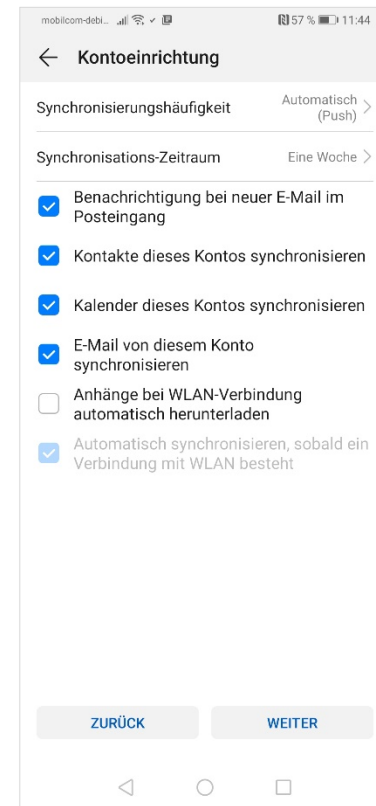 mobilcom-debi... 57 % 11:44
Kontoeinrichtung
Synchronisierungshäufigkeit Automatisch
(Push)
Synchronisations-Zeitraum Eine Woche
Benachrichtigung bei neuer E-Mail im
Posteingang
Kontakte dieses Kontos synchronisieren
Kalender dieses Kontos synchronisieren
E-Mail von diesem Konto
synchronisieren
Anhänge bei WLAN-Verbindung
automatisch herunterladen
Automatisch synchronisieren, sobald ein
Verbindung mit WLAN besteht
ZURÜCK WEITER